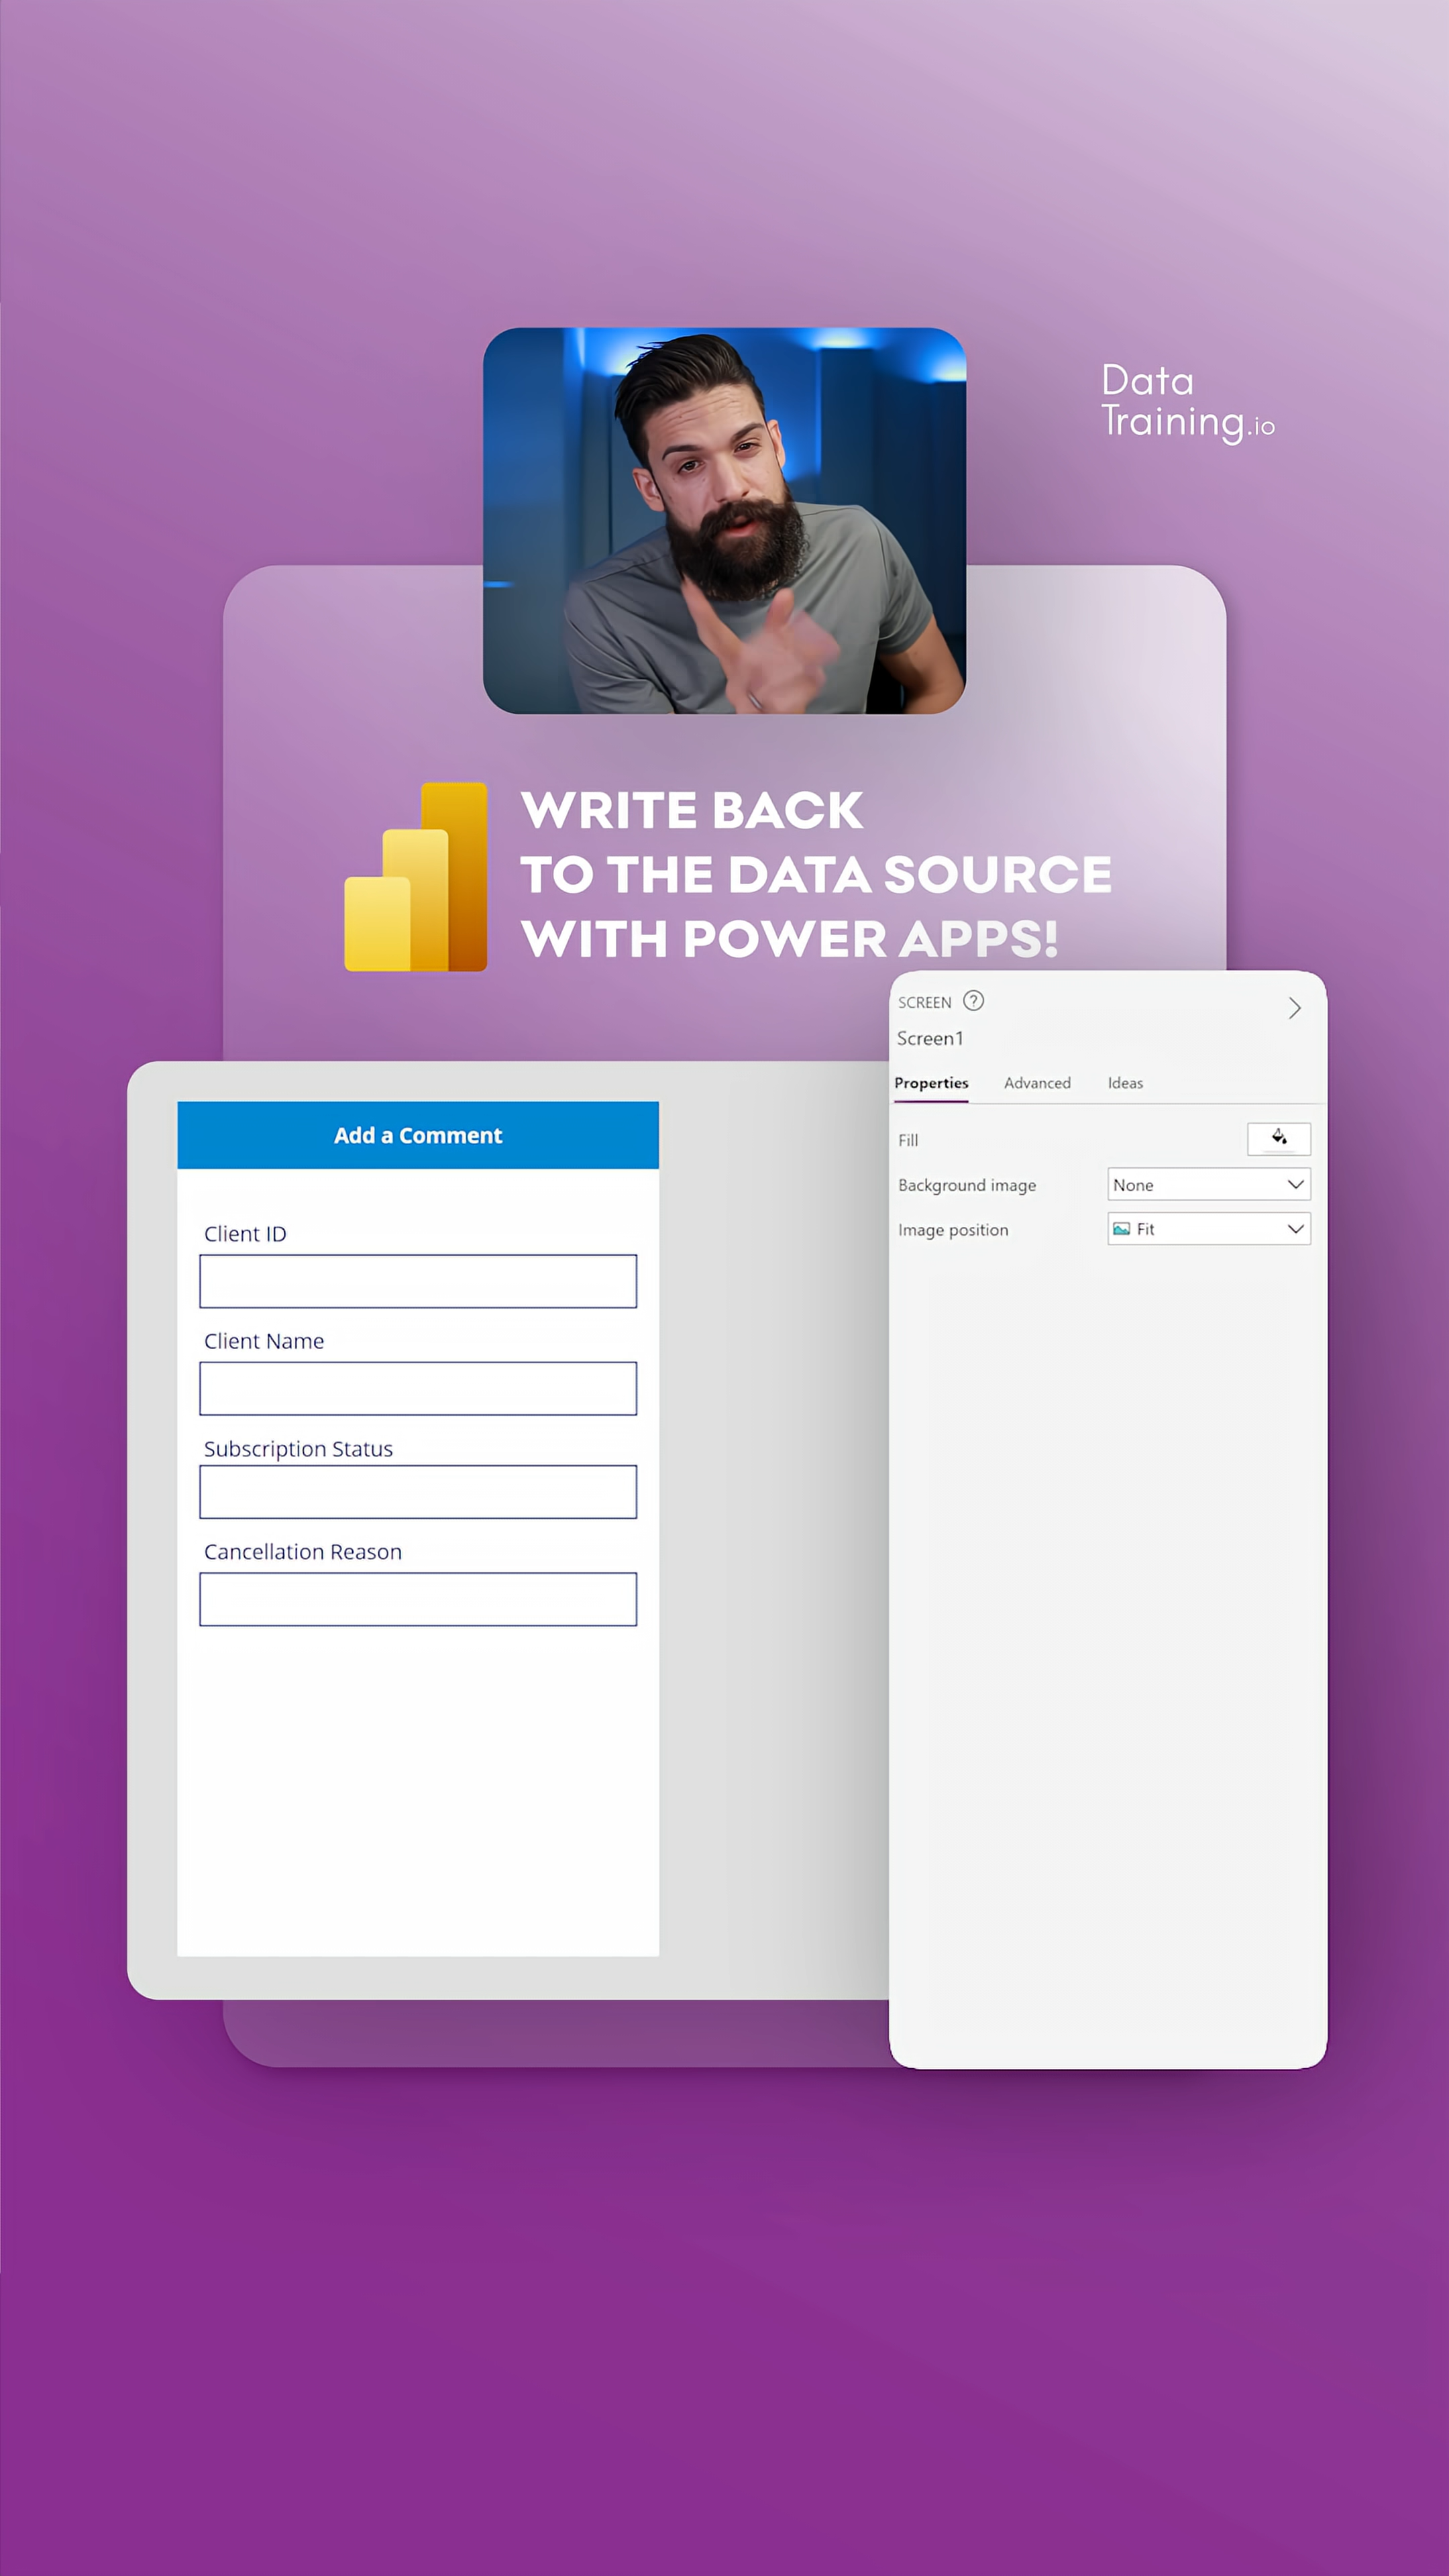 Data
Training.io
WRITE BACK
TO THE DATA SOURCE
WITH POWER APPS!
SCREEN ?
Screen1
Properties Advanced Ideas
Fill
Background image None
Image position Fit
Add a Comment
Client ID
Client Name
Subscription Status
Cancellation Reason